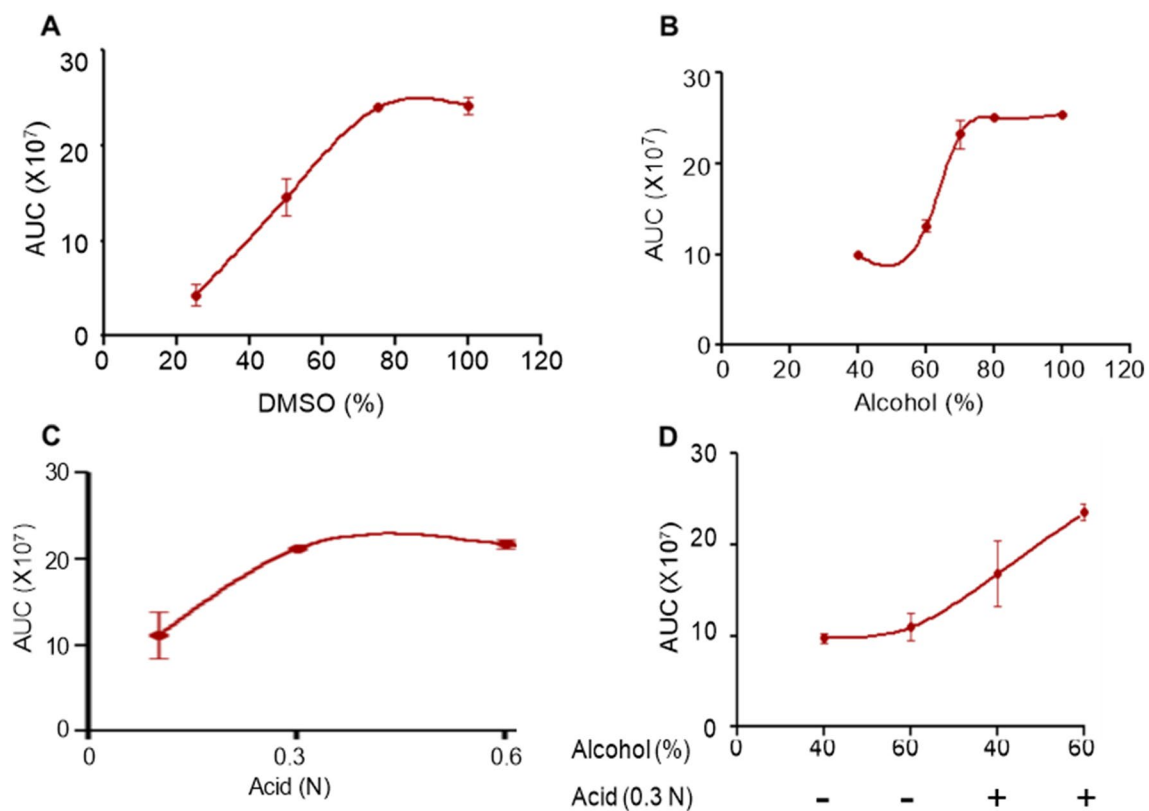 A
AUC (X10⁷)
30
20
10
0
0 20 40 60 80 100 120
DMSO (%)
B
AUC (X10⁷)
30
20
10
0
0 20 40 60 80 100 120
Alcohol (%)
C
AUC (X10⁷)
30
20
10
0
0 0.3 0.6
Acid (N)
D
AUC (X10⁷)
30
20
10
0
Alcohol (%) 0 40 60 40 60
Acid (0.3 N) - - + +